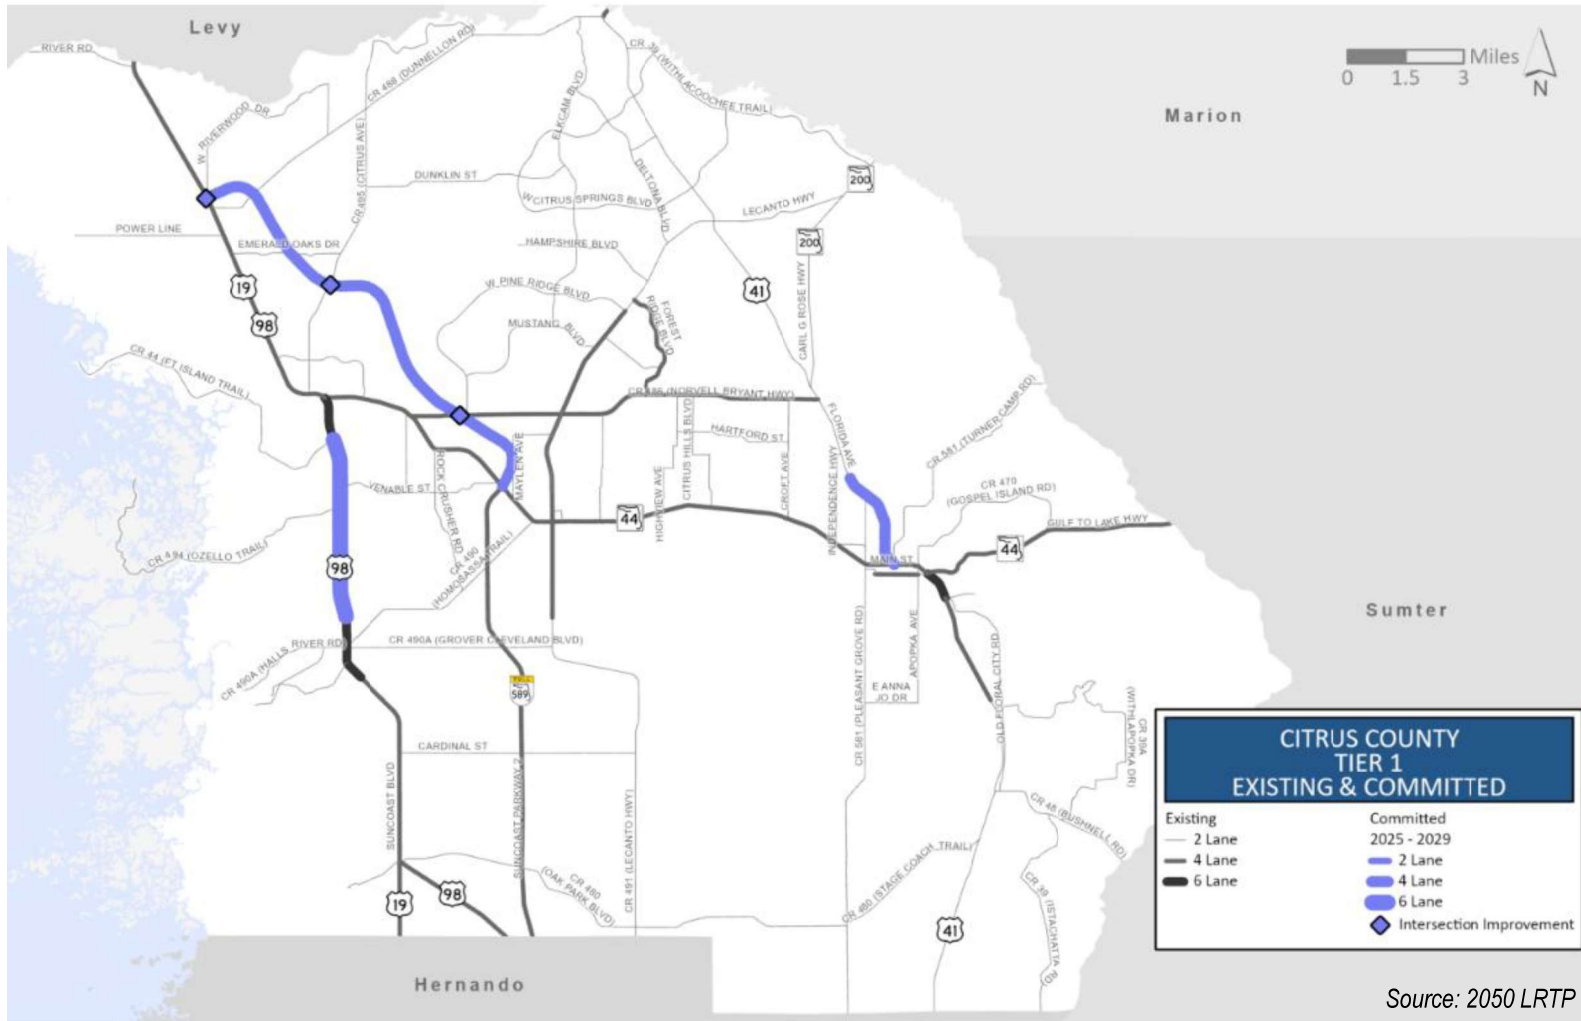 Levy
RIVER RD
CR 488 (DUNNELLON RD)
CR 39 (WITHLACOOCHEE TRAIL)
Miles
0 1.5 3
N
Marion
W RIVERWOOD DR
CR 495 (CITRUS AVE)
ELKCAM BLVD
DELTONA BLVD
DUNKLIN ST
W CITRUS SPRINGS BLVD
LECANTO HWY
200
200
POWER LINE
EMERALD OAKS DR
HAMPSHIRE BLVD
19
98
W PINE RIDGE BLVD
MUSTANG BLVD
FOREST
RIDGE BLVD
41
CARL G ROSE HWY
CR 44 (FT ISLAND TRAIL)
CR 486 (NORVELL BRYANT HWY)
CR 581 (TURNER CAMP RD)
FLORIDA AVE
HARTFORD ST
CITRUS HILLS BLVD
CROFT AVE
INDEPENDENCE HWY
HIGHVIEW AVE
MAYLEN AVE
ROCK CRUSHER RD
VENABLE ST
CR 470
(GOSPEL ISLAND RD)
44
GULF TO LAKE HWY
44
MAIN ST
CR 494 (OZELLO TRAIL)
98
CR 490
(HOMOSASSA TRAIL)
Sumter
CR 490A (HALLS RIVER RD)
CR 490A (GROVER CLEVELAND BLVD)
TOLL
589
CR 581 (PLEASANT GROVE RD)
APOPKA AVE
E ANNA
JO DR
OLD FLORAL CITY RD
CR 39A
(WITHLAPOPKA DR)
CARDINAL ST
SUNCOAST BLVD
SUNCOAST PARKWAY 2
CR 491 (LECANTO HWY)
CR 480
(OAK PARK BLVD)
CR 480 (STAGE COACH TRAIL)
CR 48 (BUSHNELL RD)
CR 39 (ISTACHATTA RD)
19
98
41
Hernando
CITRUS COUNTY
TIER 1
EXISTING & COMMITTED
Existing
2 Lane
4 Lane
6 Lane
Committed
2025 - 2029
2 Lane
4 Lane
6 Lane
Intersection Improvement
Source: 2050 LRTP